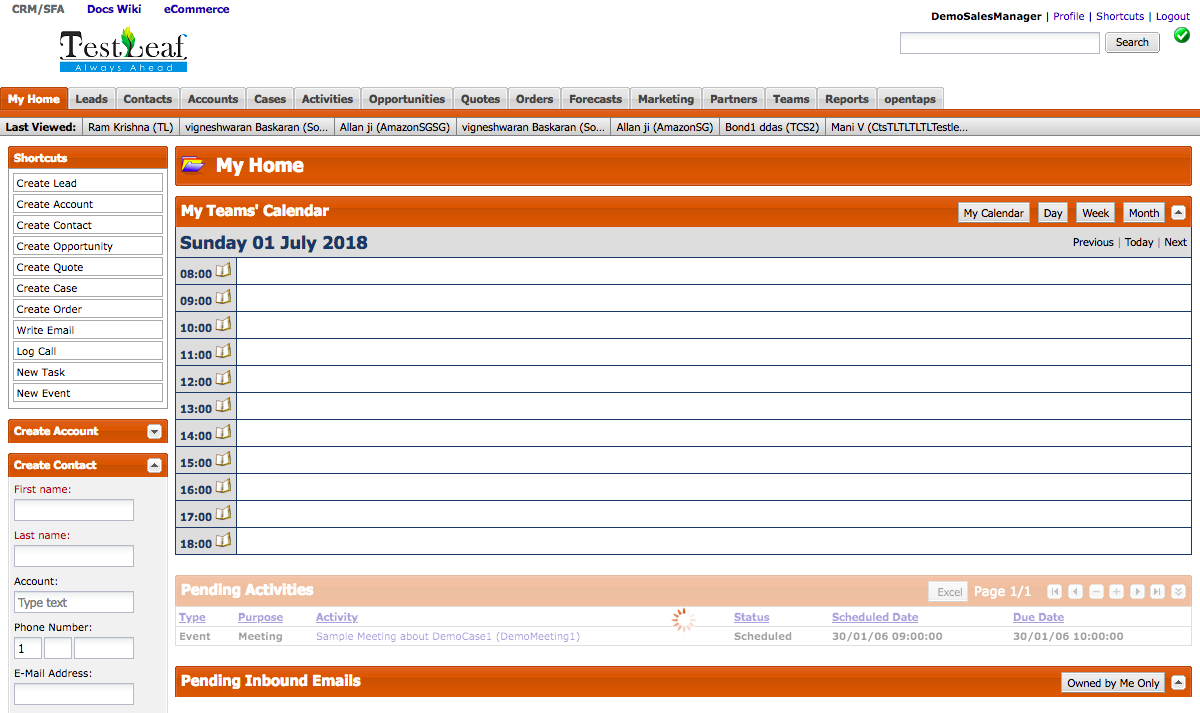 CRM/SFA Docs Wiki eCommerce
DemoSalesManager | Profile | Shortcuts | Logout
TestLeaf
Always Ahead
Search
My Home Leads Contacts Accounts Cases Activities Opportunities Quotes Orders Forecasts Marketing Partners Teams Reports opentaps
Last Viewed: Ram Krishna (TL) vigneshwaran Baskaran (So... Allan ji (AmazonSGSG) vigneshwaran Baskaran (So... Allan ji (AmazonSG) Bond1 ddas (TCS2) Mani V (CtsTLTLTLTLTestle...
Shortcuts
Create Lead
Create Account
Create Contact
Create Opportunity
Create Quote
Create Case
Create Order
Write Email
Log Call
New Task
New Event
Create Account
Create Contact
First name:
Last name:
Account:
Type text
Phone Number:
1
E-Mail Address:
My Home
My Teams' Calendar My Calendar Day Week Month
Sunday 01 July 2018 Previous | Today | Next
08:00
09:00
10:00
11:00
12:00
13:00
14:00
15:00
16:00
17:00
18:00
Pending Activities Excel Page 1/1
Type Purpose Activity Status Scheduled Date Due Date
Event Meeting Sample Meeting about DemoCase1 (DemoMeeting1) Scheduled 30/01/06 09:00:00 30/01/06 10:00:00
Pending Inbound Emails Owned by Me Only